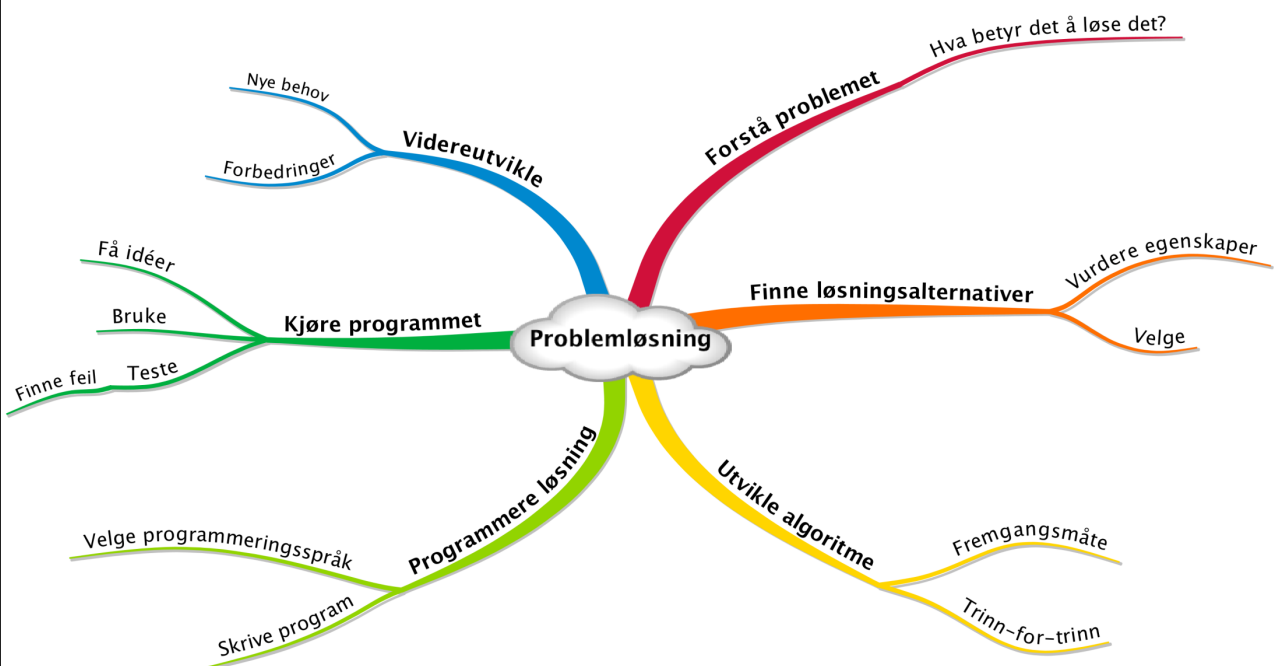 Problemløsning
Forstå problemet
Hva betyr det å løse det?
Finne løsningsalternativer
Vurdere egenskaper
Velge
Utvikle algoritme
Fremgangsmåte
Trinn-for-trinn
Programmere løsning
Velge programmeringsspråk
Skrive program
Kjøre programmet
Få idéer
Bruke
Teste
Finne feil
Videreutvikle
Nye behov
Forbedringer